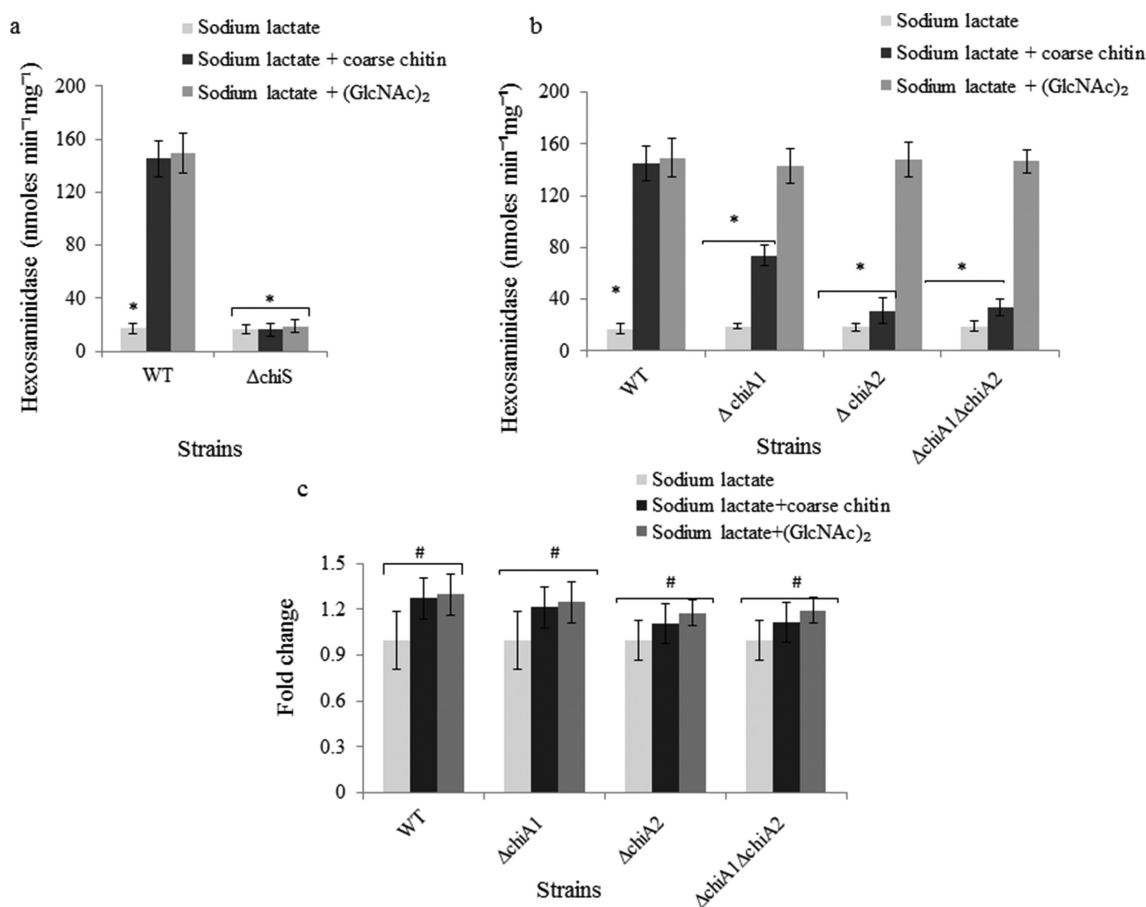 a
Sodium lactate
Sodium lactate + coarse chitin
Sodium lactate + (GlcNAc)₂
Hexosaminidase (nmoles min⁻¹mg⁻¹)
200
160
120
80
40
0
*
*
WT
ΔchiS
Strains
b
Sodium lactate
Sodium lactate + coarse chitin
Sodium lactate + (GlcNAc)₂
Hexosaminidase (nmoles min⁻¹mg⁻¹)
200
160
120
80
40
0
*
*
*
*
WT
Δ chiA1
Δ chiA2
ΔchiA1ΔchiA2
Strains
c
Sodium lactate
Sodium lactate+coarse chitin
Sodium lactate+(GlcNAc)₂
Fold change
1.5
1.2
0.9
0.6
0.3
0
#
#
#
#
WT
ΔchiA1
ΔchiA2
ΔchiA1ΔchiA2
Strains